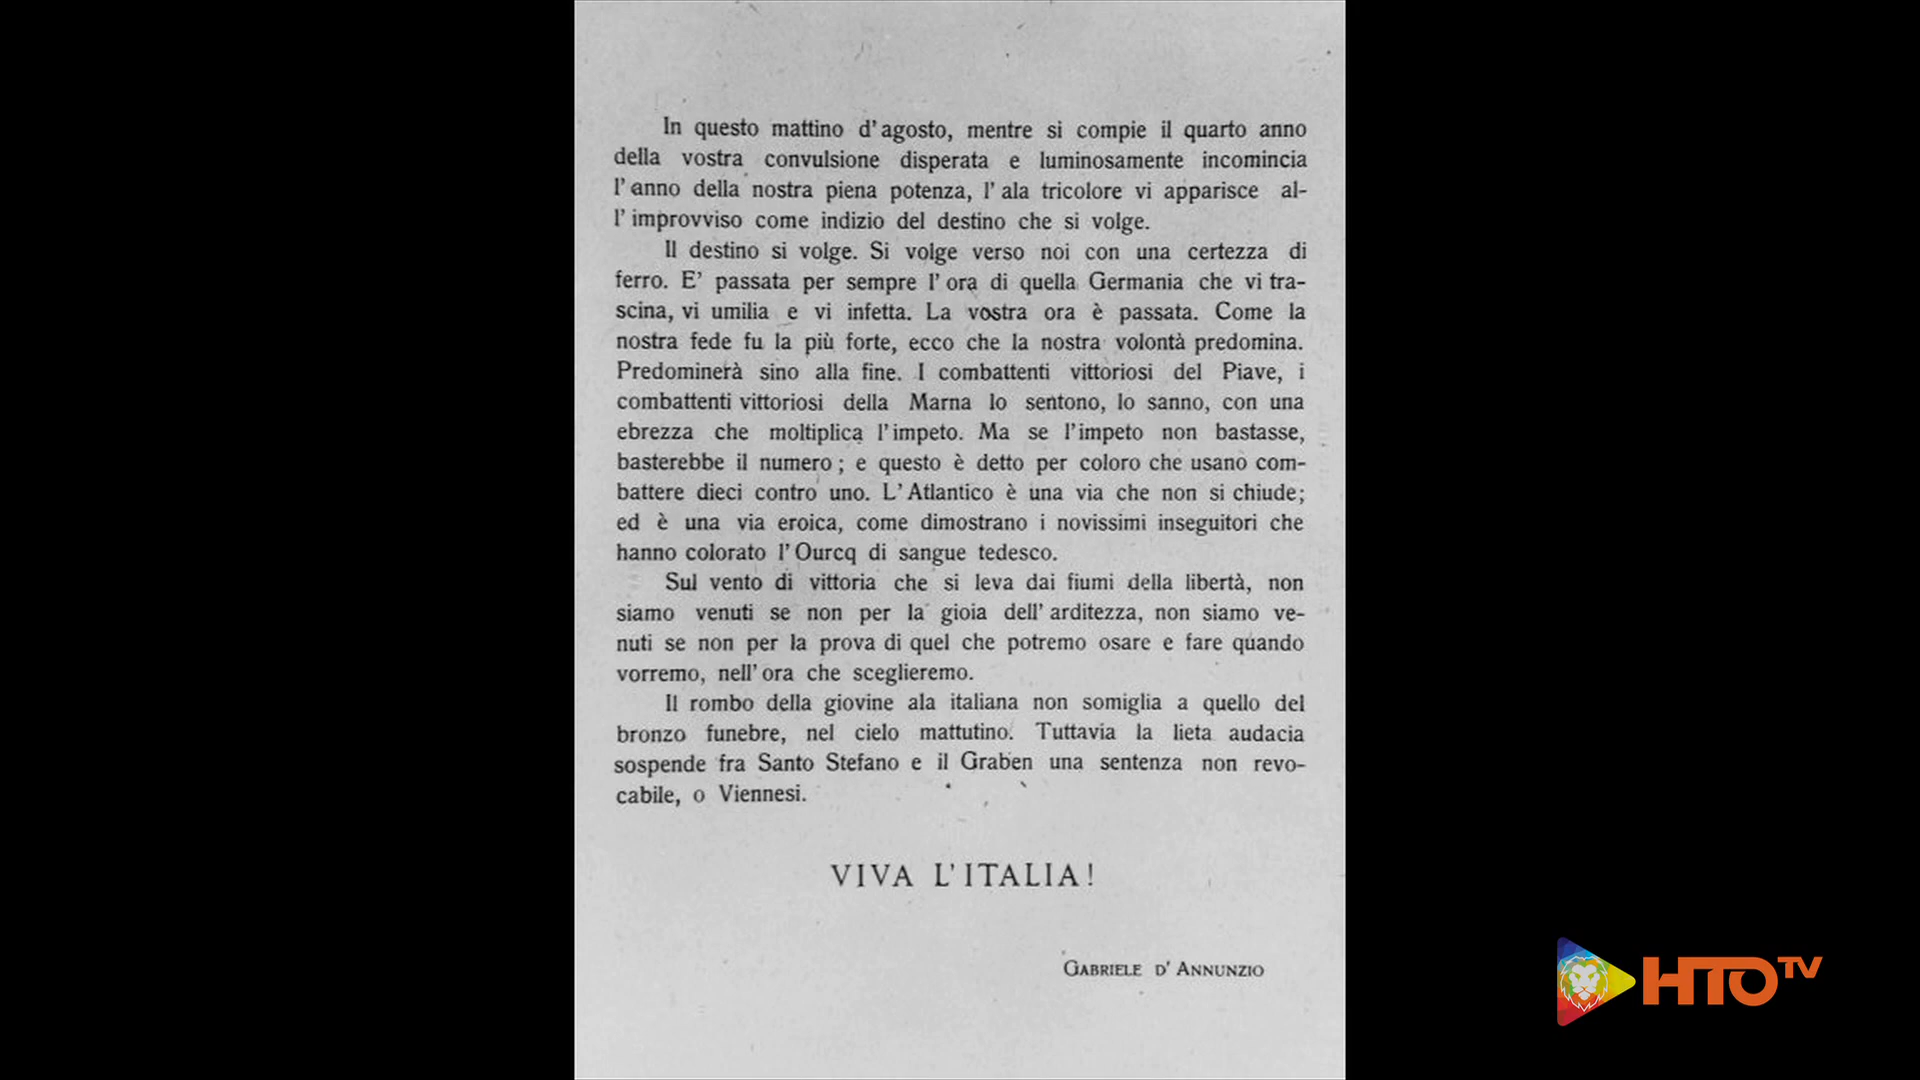 In questo mattino d'agosto, mentre si compie il quarto anno
della vostra convulsione disperata e luminosamente incomincia
l'anno della nostra piena potenza, l'ala tricolore vi apparisce al-
l'improvviso come indizio del destino che si volge.
Il destino si volge. Si volge verso noi con una certezza di
ferro. E' passata per sempre l'ora di quella Germania che vi tra-
scina, vi umilia e vi infetta. La vostra ora è passata. Come la
nostra fede fu la più forte, ecco che la nostra volontà predomina.
Predominerà sino alla fine. I combattenti vittoriosi del Piave, i
combattenti vittoriosi della Marna lo sentono, lo sanno, con una
ebrezza che moltiplica l'impeto. Ma se l'impeto non bastasse,
basterebbe il numero; e questo è detto per coloro che usano com-
battere dieci contro uno. L'Atlantico è una via che non si chiude;
ed è una via eroica, come dimostrano i novissimi inseguitori che
hanno colorato l'Ourcq di sangue tedesco.
Sul vento di vittoria che si leva dai fiumi della libertà, non
siamo venuti se non per la gioia dell'arditezza, non siamo ve-
nuti se non per la prova di quel che potremo osare e fare quando
vorremo, nell'ora che sceglieremo.
Il rombo della giovine ala italiana non somiglia a quello del
bronzo funebre, nel cielo mattutino. Tuttavia la lieta audacia
sospende fra Santo Stefano e il Graben una sentenza non revo-
cabile, o Viennesi.
VIVA L'ITALIA!
GABRIELE D'ANNUNZIO
HTO TV